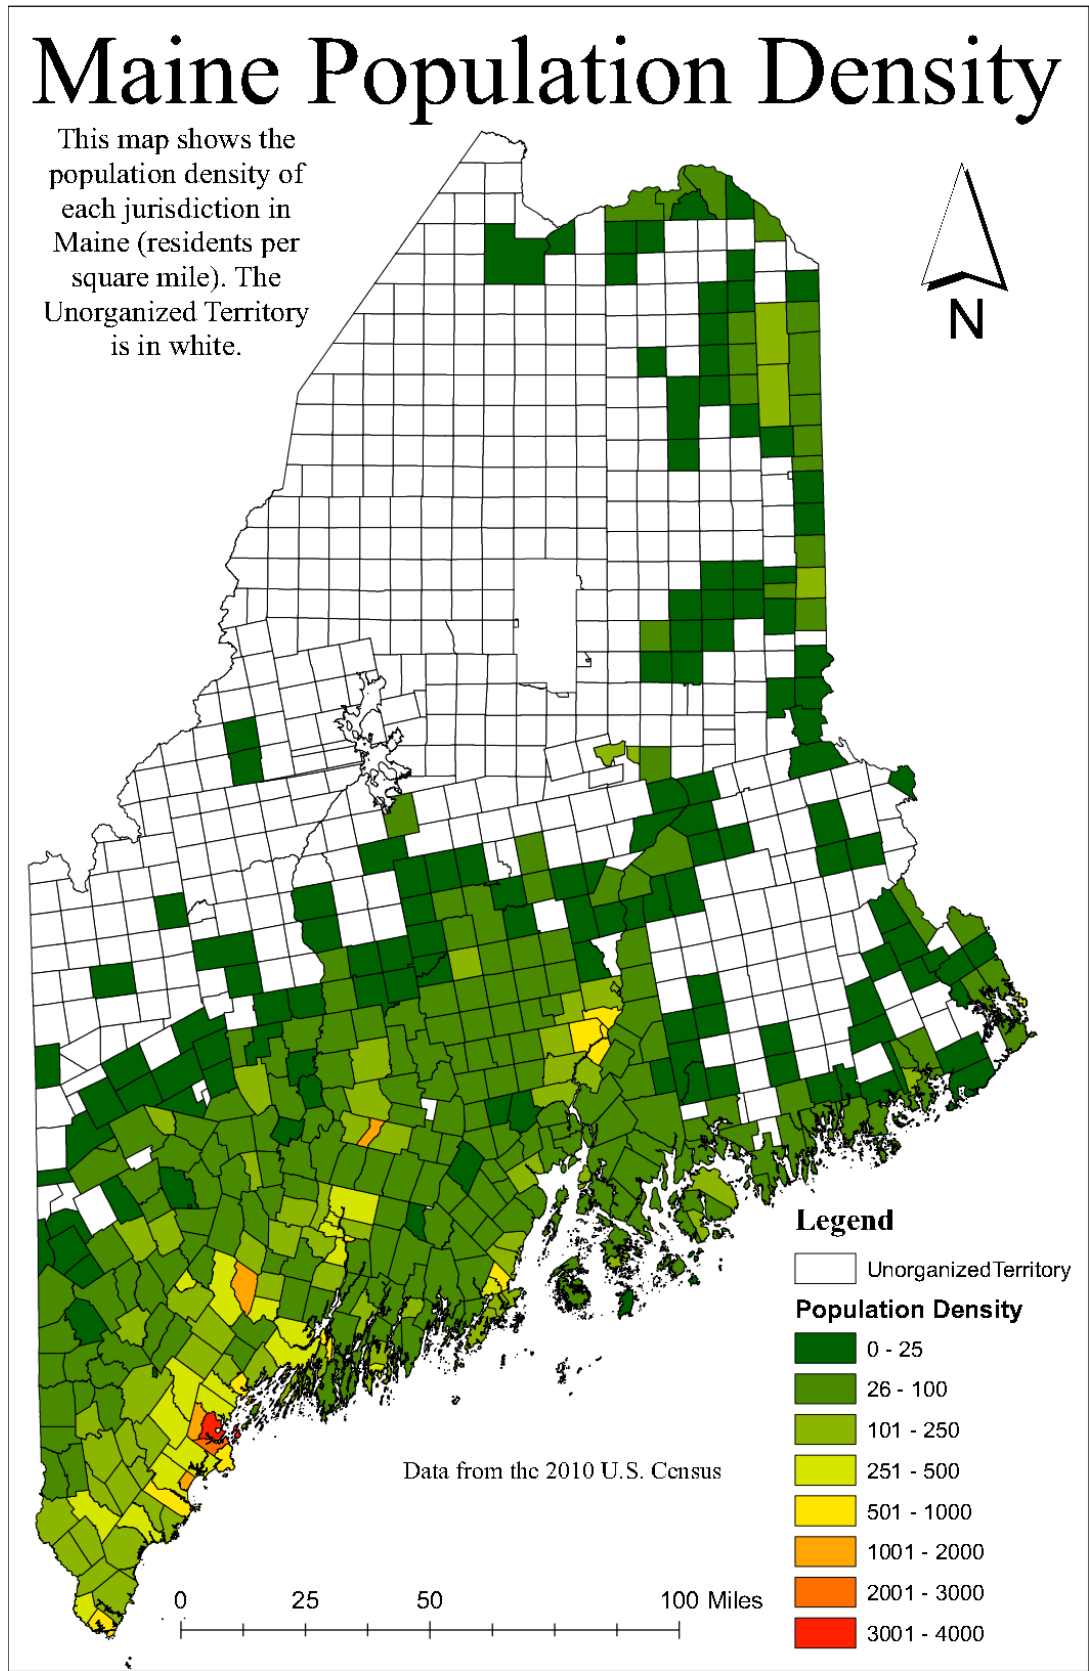 Maine Population Density
This map shows the
population density of
each jurisdiction in
Maine (residents per
square mile). The
Unorganized Territory
is in white.
N
Legend
Unorganized Territory
Population Density
0 - 25
26 - 100
101 - 250
251 - 500
501 - 1000
1001 - 2000
2001 - 3000
3001 - 4000
Data from the 2010 U.S. Census
0 25 50 100 Miles